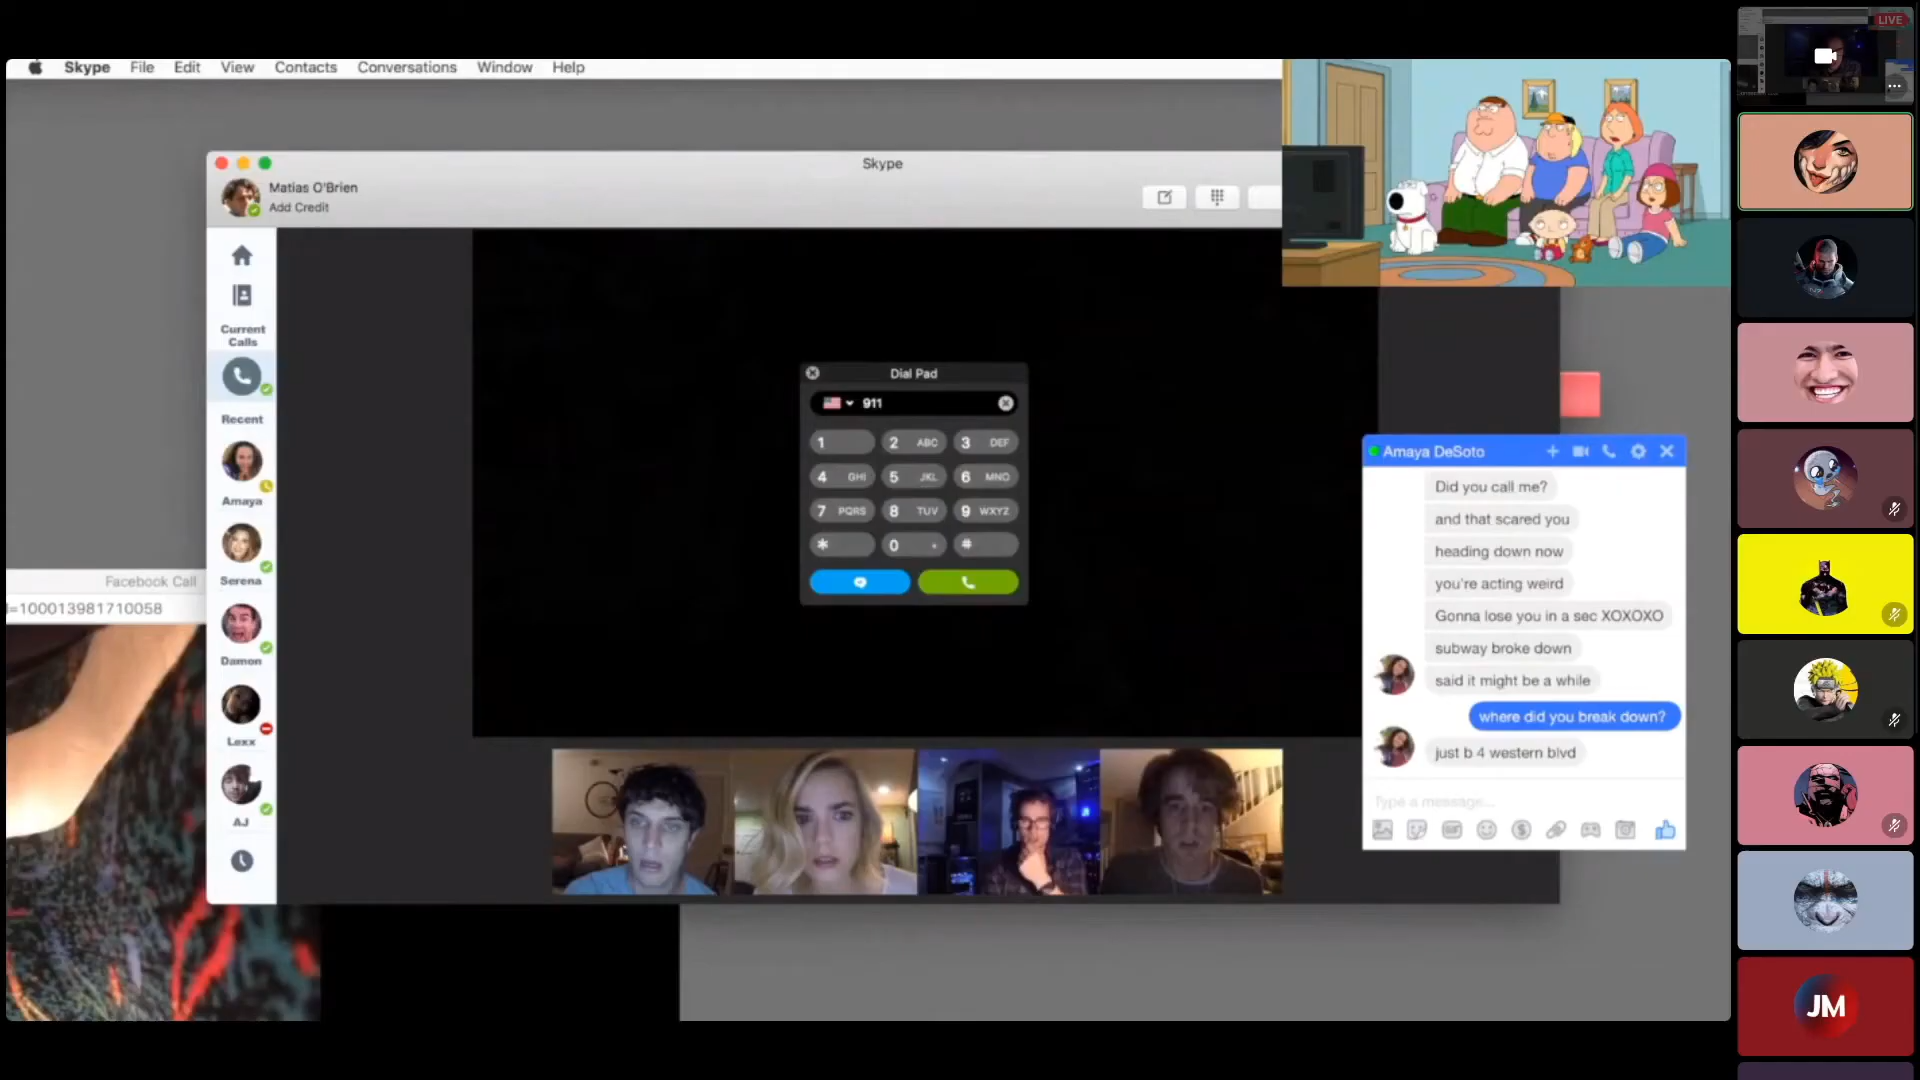 LIVE
Skype File Edit View Contacts Conversations Window Help
Skype
Matias O'Brien
Add Credit
Current
Calls
Recent
Amaya
Serena
Damon
Lexx
AJ
Facebook Call
=100013981710058
Dial Pad
911
1
2 ABC
3 DEF
4 GHI
5 JKL
6 MNO
7 PQRS
8 TUV
9 WXYZ
*
0
#
Amaya DeSoto
Did you call me?
and that scared you
heading down now
you're acting weird
Gonna lose you in a sec XOXOXO
subway broke down
said it might be a while
where did you break down?
just b 4 western blvd
Type a message...
JM